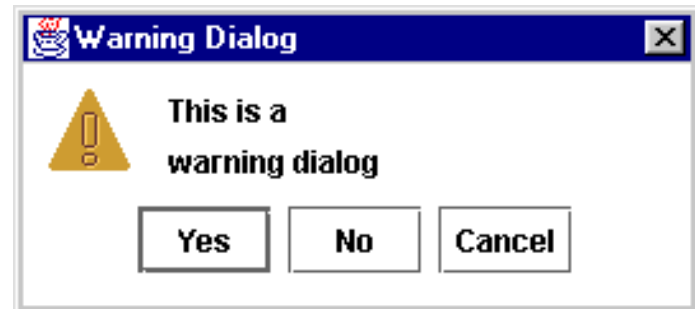 Warning Dialog
This is a
warning dialog
Yes No Cancel